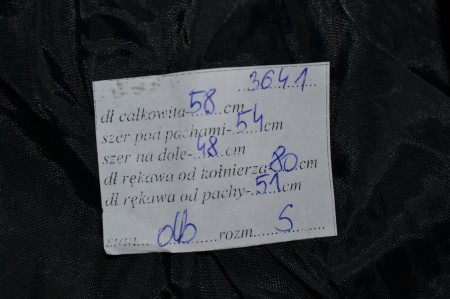 ...3641......
dł całkowita-58....cm
szer pod pachami-54.cm
szer na dole-48.cm
dł rękawa od kołnierza-80.cm
dł rękawa od pachy-51.cm
stan...db........rozm....S......